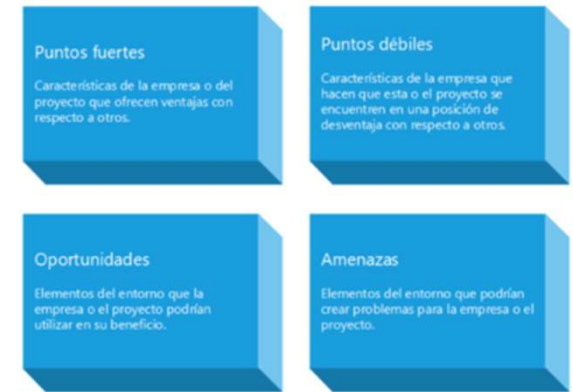 Puntos fuertes
Características de la empresa o del
proyecto que ofrecen ventajas con
respecto a otros.
Puntos débiles
Características de la empresa que
hacen que esta o el proyecto se
encuentren en una posición de
desventaja con respecto a otros.
Oportunidades
Elementos del entorno que la
empresa o el proyecto podrían
utilizar en su beneficio.
Amenazas
Elementos del entorno que podrían
crear problemas para la empresa o el
proyecto.